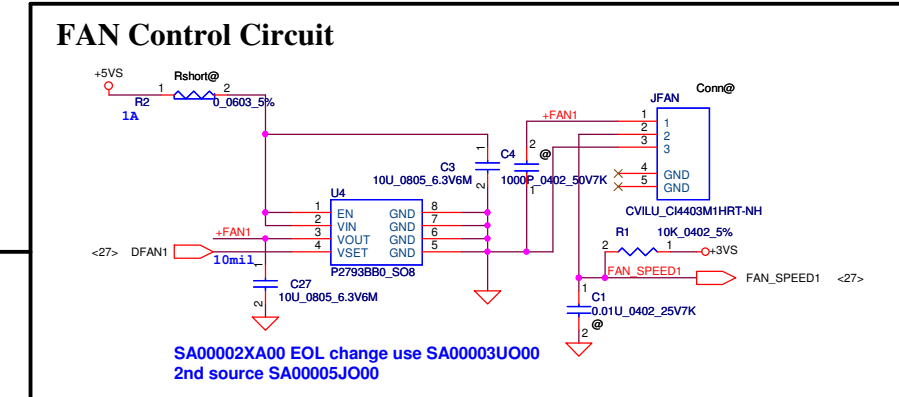 FAN Control Circuit
+5VS
Rshort@
1
2
R2
0_0603_5%
1A
Conn@
JFAN
+FAN1
1
2
3
1
2
3
4
5
GND
GND
CVILU_CI4403M1HRT-NH
1
2
C3
10U_0805_6.3V6M
2
1
C4
@
1000P_0402_50V7K
U4
1
2
3
4
EN
VIN
VOUT
VSET
GND
GND
GND
GND
8
7
6
5
P2793BB0_SO8
+FAN1
<27>
DFAN1
10mil
1
2
C27
10U_0805_6.3V6M
R1
10K_0402_5%
2
1
+3VS
FAN_SPEED1
FAN_SPEED1
<27>
1
2
C1
0.01U_0402_25V7K
@
SA00002XA00 EOL change use SA00003UO00
2nd source SA00005JO00